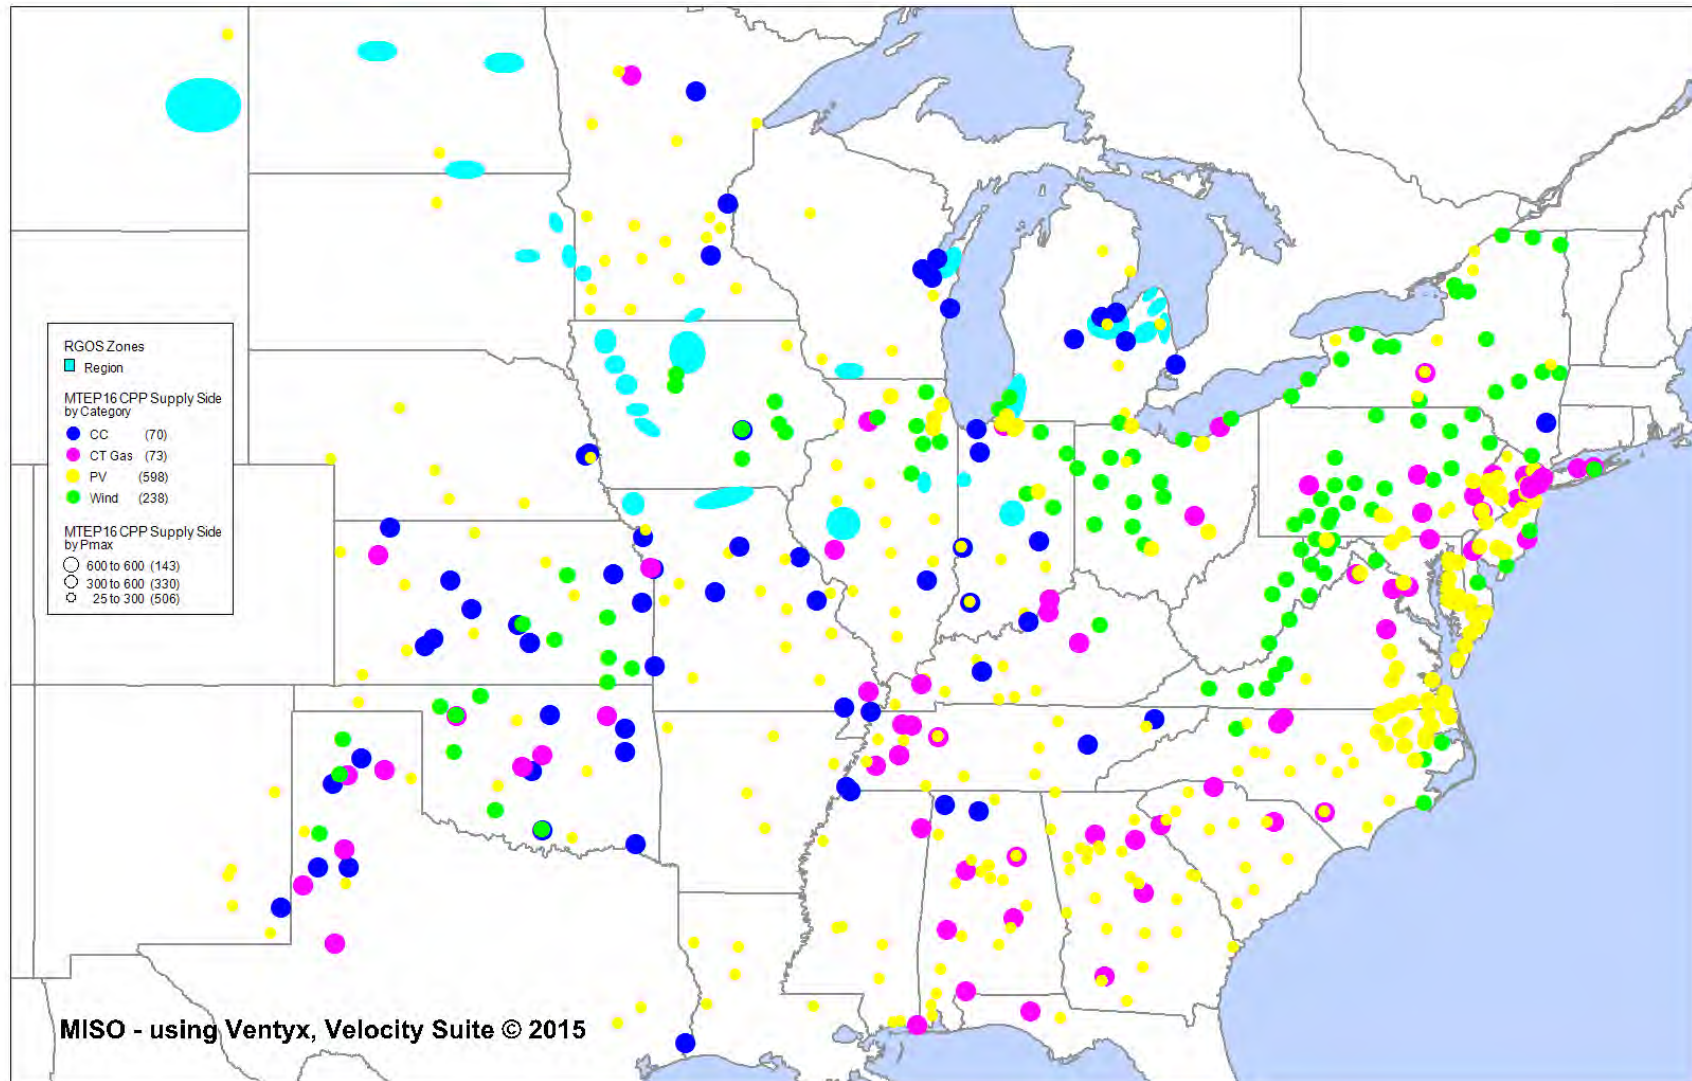 RGOS Zones
Region
MTEP16 CPP Supply Side
by Category
CC (70)
CT Gas (73)
PV (598)
Wind (238)
MTEP16 CPP Supply Side
by Pmax
600 to 600 (143)
300 to 600 (330)
25 to 300 (506)
MISO - using Ventyx, Velocity Suite © 2015